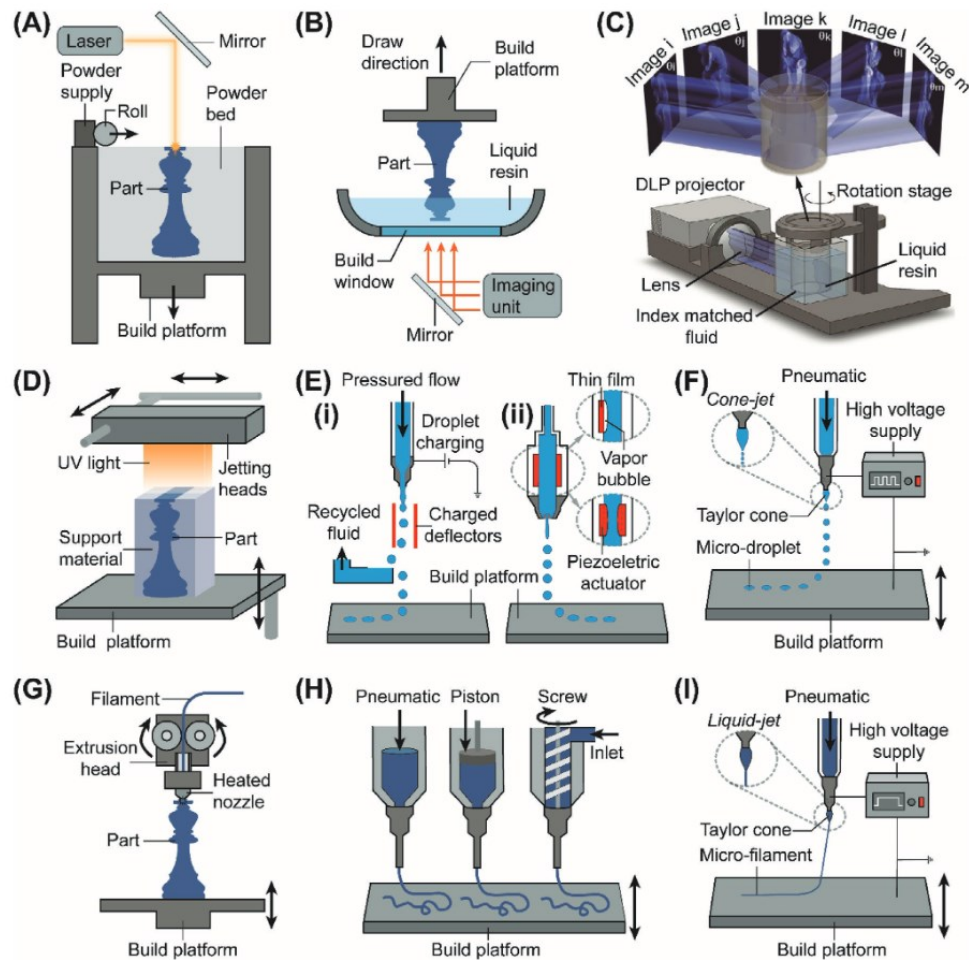 (A)
Laser
Mirror
Powder
supply
Roll
Powder
bed
Part
Build platform
(B)
Draw
direction
Build
platform
Part
Liquid
resin
Build
window
Mirror
Imaging
unit
(C)
Image i
Image j
Image k
Image l
Image m
θi
θj
θk
θl
θm
DLP projector
Rotation stage
Lens
Liquid
resin
Index matched
fluid
(D)
UV light
Jetting
heads
Support
material
Part
Build platform
(E)
(i)
Pressured flow
Droplet
charging
Recycled
fluid
Charged
deflectors
Build platform
(ii)
Thin film
Vapor
bubble
Piezoeletric
actuator
(F)
Pneumatic
Cone-jet
High voltage
supply
Taylor cone
Micro-droplet
Build platform
(G)
Filament
Extrusion
head
Heated
nozzle
Part
Build platform
(H)
Pneumatic
Piston
Screw
Inlet
Build platform
(I)
Pneumatic
Liquid-jet
High voltage
supply
Taylor cone
Micro-filament
Build platform